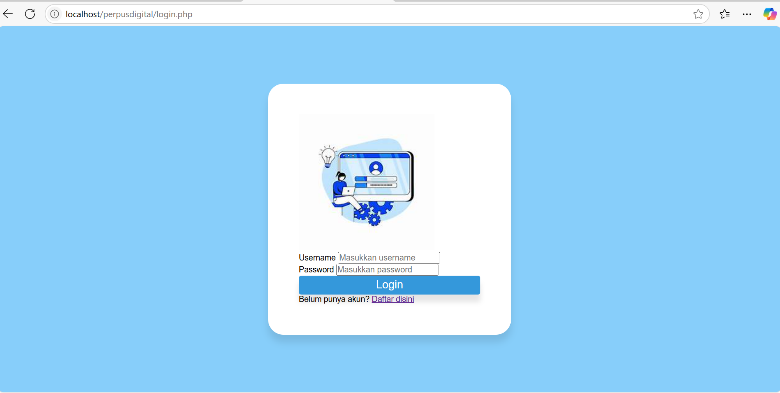 localhost/perpusdigital/login.php
Username Masukkan username
Password Masukkan password
Login
Belum punya akun? Daftar disini